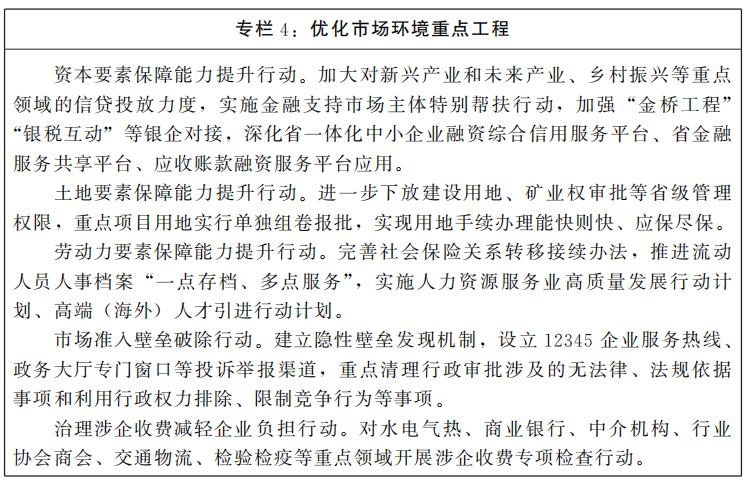 专栏 4：优化市场环境重点工程
资本要素保障能力提升行动。加大对新兴产业和未来产业、乡村振兴等重点
领域的信贷投放力度，实施金融支持市场主体特别帮扶行动，加强“金桥工程”
“银税互动”等银企对接，深化省一体化中小企业融资综合信用服务平台、省金融
服务共享平台、应收账款融资服务平台应用。
土地要素保障能力提升行动。进一步下放建设用地、矿业权审批等省级管理
权限，重点项目用地实行单独组卷报批，实现用地手续办理能快则快、应保尽保。
劳动力要素保障能力提升行动。完善社会保险关系转移接续办法，推进流动
人员人事档案“一点存档、多点服务”，实施人力资源服务业高质量发展行动计
划、高端（海外）人才引进行动计划。
市场准入壁垒破除行动。建立隐性壁垒发现机制，设立 12345 企业服务热线、
政务大厅专门窗口等投诉举报渠道，重点清理行政审批涉及的无法律、法规依据
事项和利用行政权力排除、限制竞争行为等事项。
治理涉企收费减轻企业负担行动。对水电气热、商业银行、中介机构、行业
协会商会、交通物流、检验检疫等重点领域开展涉企收费专项检查行动。